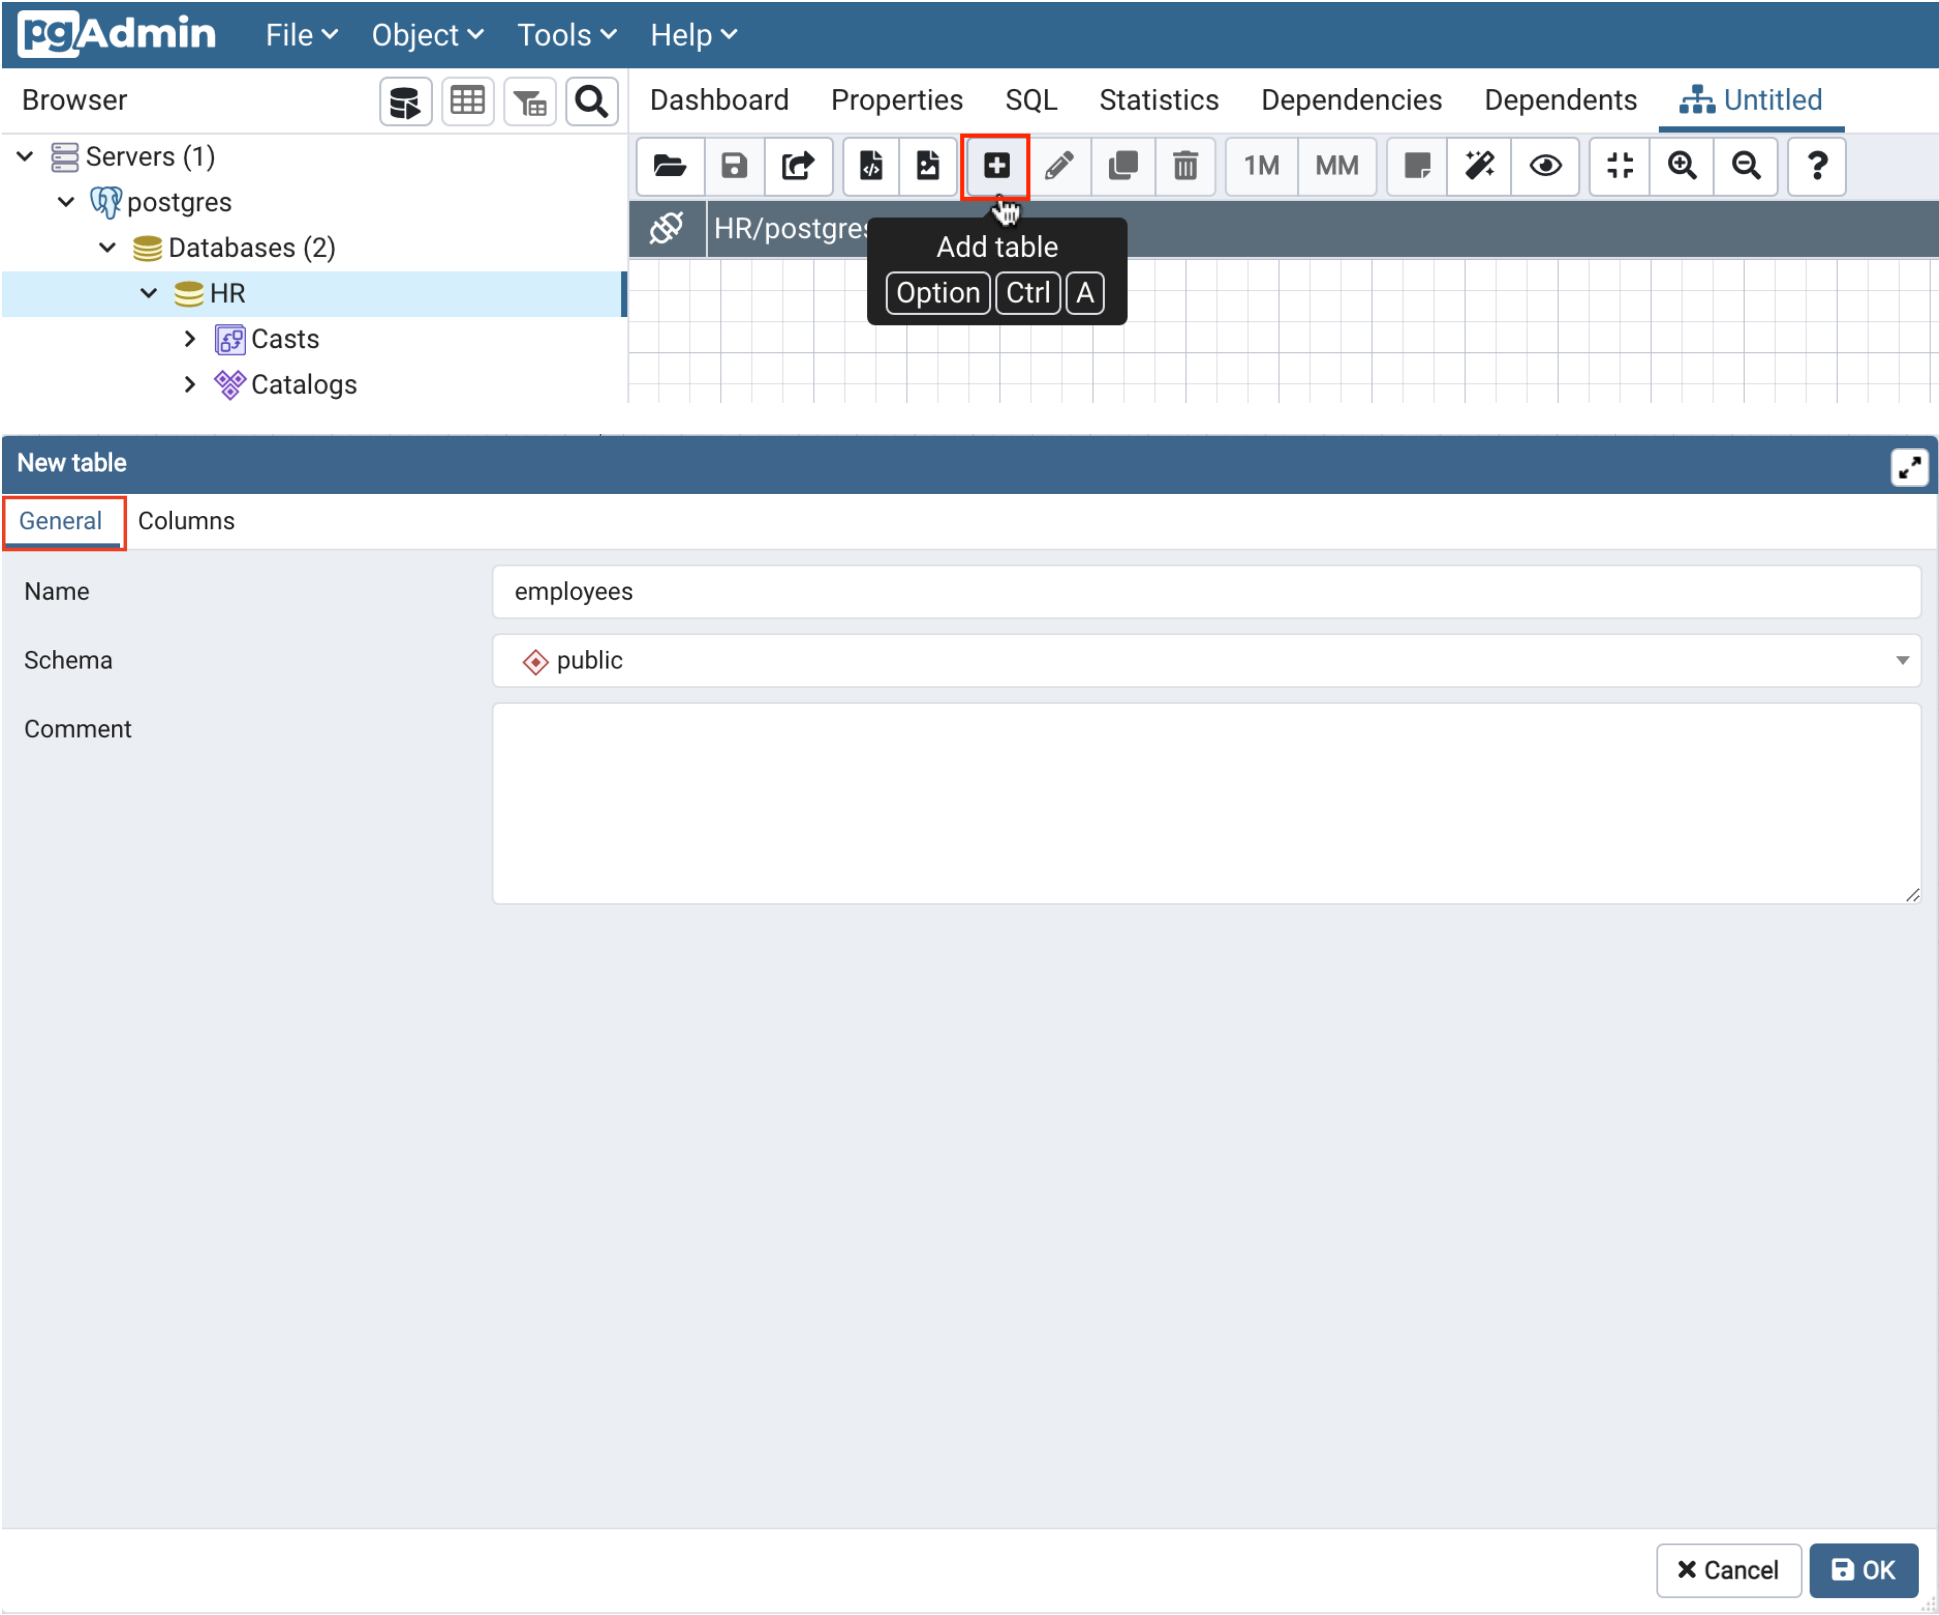 pgAdmin File Object Tools Help
Browser Dashboard Properties SQL Statistics Dependencies Dependents Untitled
Servers (1)
1M MM ?
postgres
HR/postgres
Databases (2)
Add table
HR
Option Ctrl A
Casts
Catalogs
New table
General Columns
Name employees
Schema public
Comment
Cancel OK